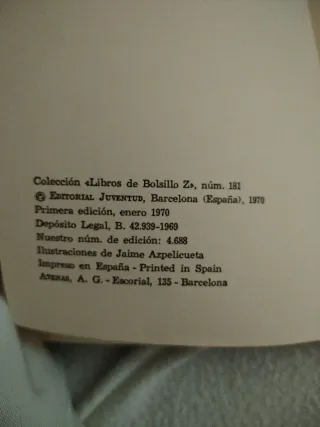 Colección «Libros de Bolsillo Z», núm. 181
© Editorial Juventud, Barcelona (España), 1970
Primera edición, enero 1970
Depósito Legal, B. 42.939-1969
Nuestro núm. de edición: 4.688
Ilustraciones de Jaime Azpelicueta
Impreso en España - Printed in Spain
Atenas, A. G. - Escorial, 135 - Barcelona